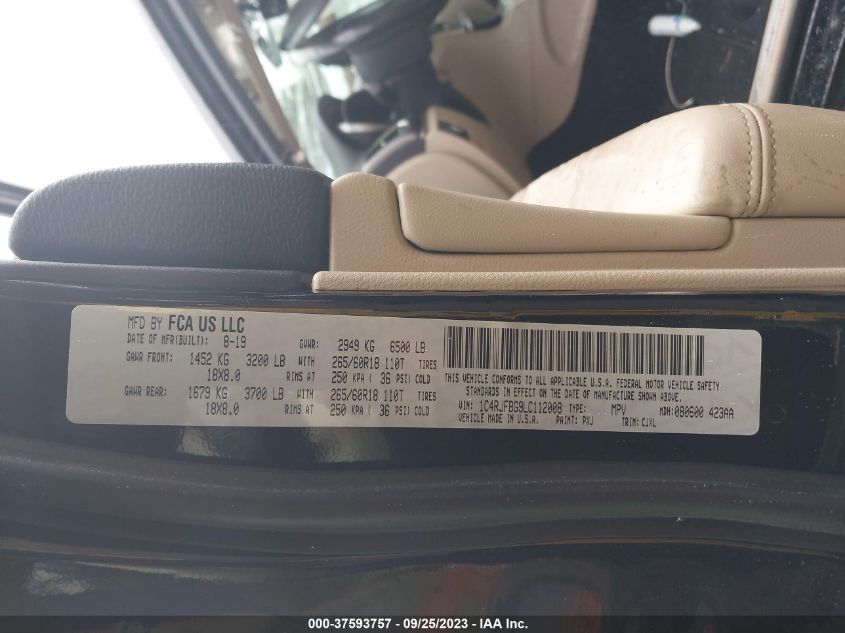 MFD BY FCA US LLC
DATE OF MFR(BUILT): 8-19 GVWR: 2949 KG 6500 LB
GAWR FRONT: 1452 KG 3200 LB WITH 265/60R18 110T TIRES
18X8.0 RIMS AT 250 KPA ( 36 PSI) COLD
GAWR REAR: 1679 KG 3700 LB WITH 265/60R18 110T TIRES
18X8.0 RIMS AT 250 KPA ( 36 PSI) COLD
THIS VEHICLE CONFORMS TO ALL APPLICABLE U.S.A. FEDERAL MOTOR VEHICLE SAFETY
STANDARDS IN EFFECT ON THE DATE OF MANUFACTURE SHOWN ABOVE.
VIN: 1C4RJFBG9LC112008 TYPE: MPV MDH: 080600 423AA
VEHICLE MADE IN U.S.A. PAINT: PXJ TRIM: CJXL
000-37593757 - 09/25/2023 - IAA Inc.